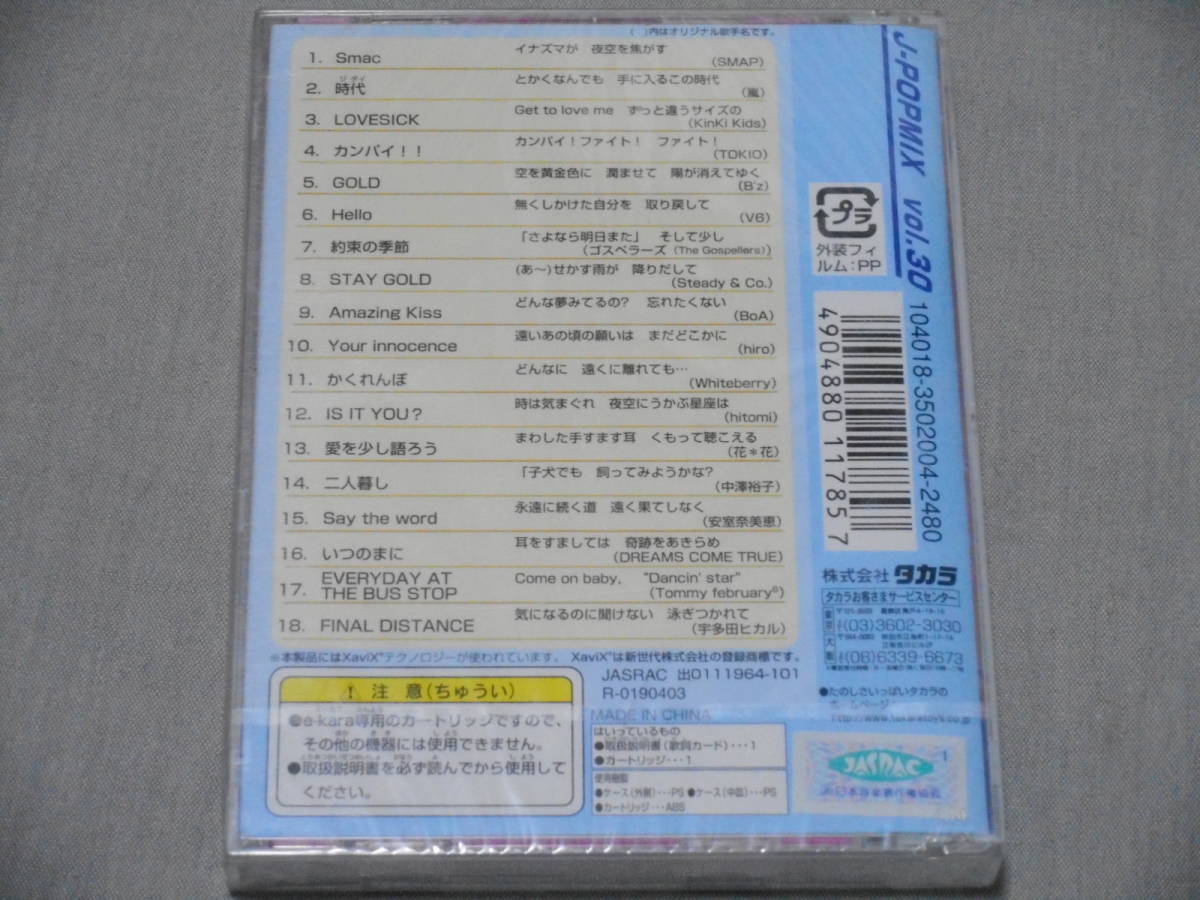 ( )内はオリジナル歌手名です。
1. Smac イナズマが 夜空を焦がす
(SMAP)
ジダイ
2. 時代 とかくなんでも 手に入るこの時代
(嵐)
3. LOVESICK Get to love me ずっと違うサイズの
(KinKi Kids)
4. カンパイ!! カンパイ!ファイト! ファイト!
(TOKIO)
5. GOLD 空を黄金色に 潤ませて 陽が消えてゆく
(B'z)
6. Hello 無くしかけた自分を 取り戻して
(V6)
7. 約束の季節 「さよなら明日また」 そして少し
(ゴスペラーズ (The Gospellers))
8. STAY GOLD (あ〜)せかす雨が 降りだして
(Steady & Co.)
9. Amazing Kiss どんな夢みてるの? 忘れたくない
(BoA)
10. Your innocence 遠いあの頃の願いは まだどこかに
(hiro)
11. かくれんぼ どんなに 遠くに離れても…
(Whiteberry)
12. IS IT YOU? 時は気まぐれ 夜空にうかぶ星座は
(hitomi)
13. 愛を少し語ろう まわした手すます耳 くもって聴こえる
(花*花)
14. 二人暮し 「子犬でも 飼ってみようかな?
(中澤裕子)
15. Say the word 永遠に続く道 遠く果てしなく
(安室奈美恵)
16. いつのまに 耳をすましては 奇跡をあきらめ
(DREAMS COME TRUE)
17. EVERYDAY AT THE BUS STOP Come on baby, "Dancin' star"
(Tommy february⁶)
18. FINAL DISTANCE 気になるのに聞けない 泳ぎつかれて
(宇多田ヒカル)
※本製品にはXaviXテクノロジーが使われています。 XaviXは新世代株式会社の登録商標です。
JASRAC 出0111964-101
R-0190403
MADE IN CHINA
注 意(ちゅうい)
●e-kara専用のカートリッジですので、
その他の機器には使用できません。
●取扱説明書を必ず読んでから使用して
ください。
はいっているもの
●取扱説明書(歌詞カード)・・・1
●カートリッジ・・・1
使用樹脂
●ケース(外側)・・・PS ●ケース(中皿)・・・PS
●カートリッジ・・・ABS
J-POPMIX vol.30
プラ
外装フィ
ルム:PP
104018-3502004-2480
4904880117857
株式会社 タカラ
タカラお客さまサービスセンター
東京
(03)3602-3030
大阪
(06)6339-6673
●たのしさいっぱいタカラの
ホームページ
http://www.takaratoys.co.jp
JASRAC
1